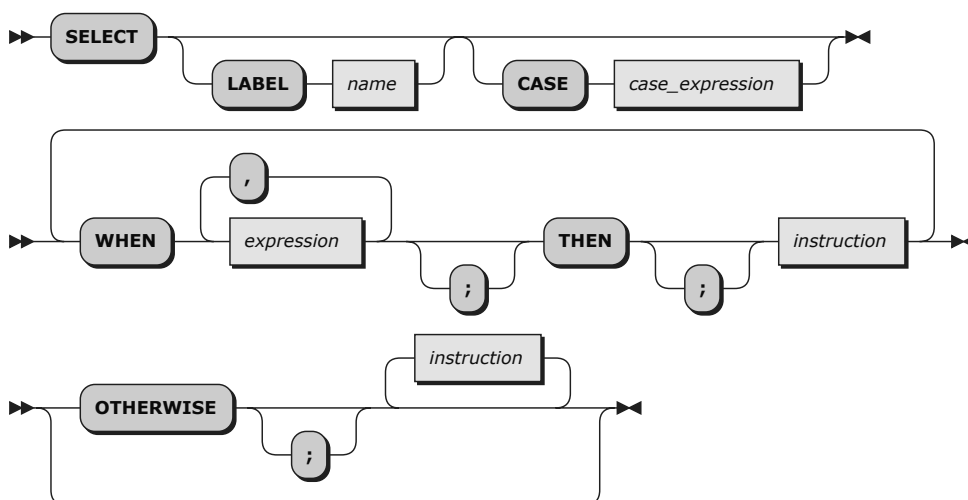 SELECT
LABEL name CASE case_expression
,
WHEN expression THEN instruction
; ;
instruction
OTHERWISE
;